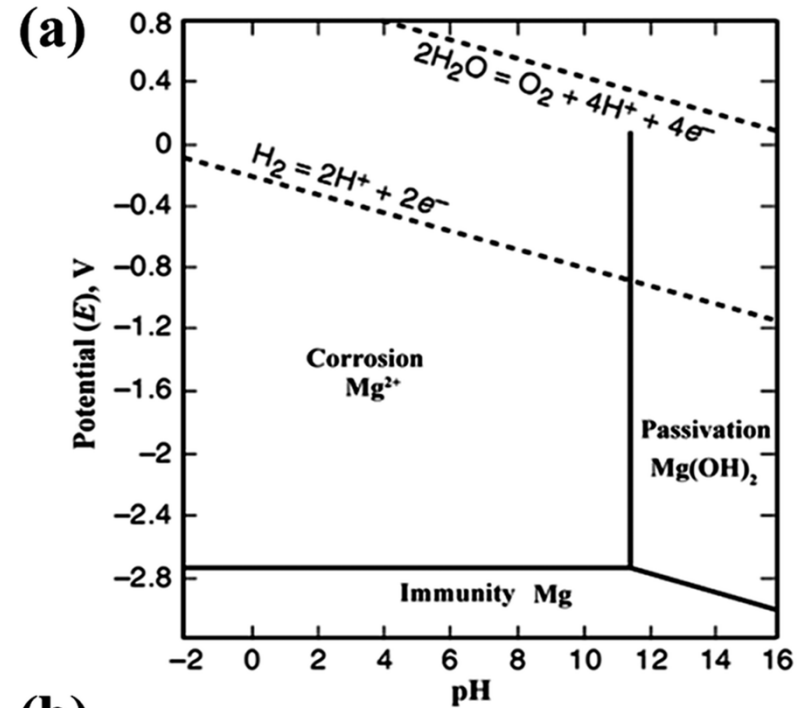 (a)
0.8
0.4
0
−0.4
−0.8
−1.2
−1.6
−2
−2.4
−2.8
Potential (E), V
2H₂O = O₂ + 4H⁺ + 4e⁻
H₂ = 2H⁺ + 2e⁻
Corrosion
Mg²⁺
Passivation
Mg(OH)₂
Immunity Mg
−2 0 2 4 6 8 10 12 14 16
pH
(b)